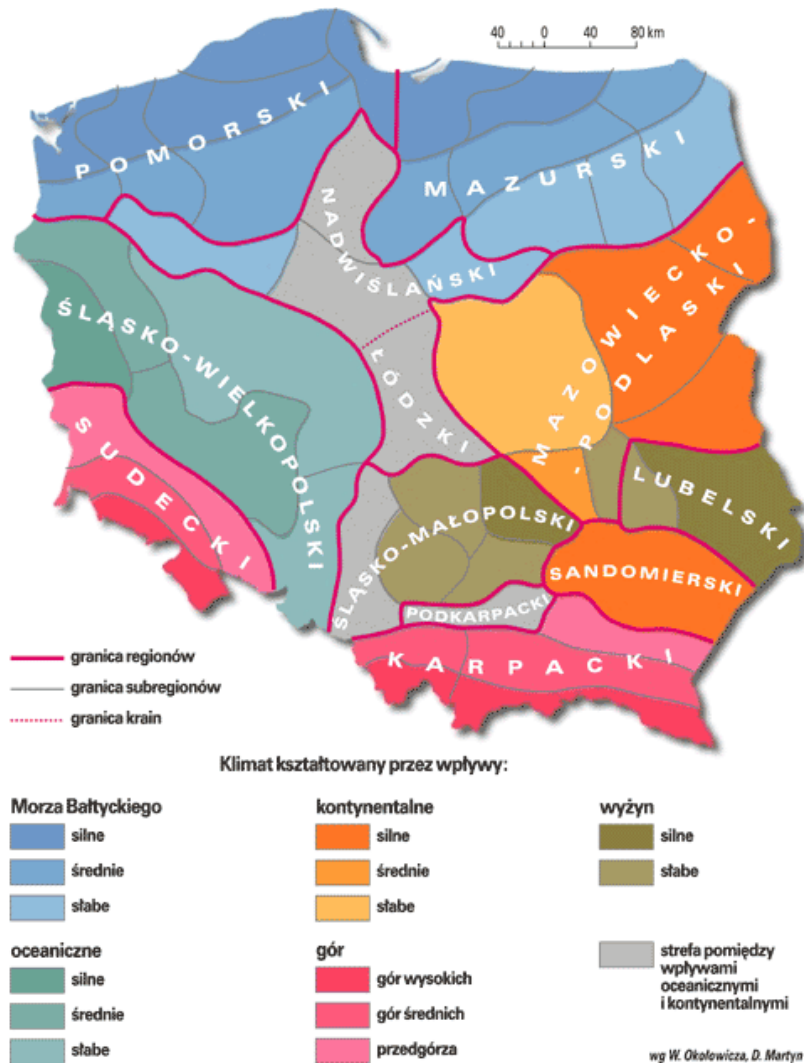 40 0 40 80 km
POMORSKI
MAZURSKI
NADWIŚLAŃSKI
MAZOWIECKO-
-PODLASKI
ŚLĄSKO-WIELKOPOLSKI
ŁÓDZKI
SUDECKI
LUBELSKI
ŚLĄSKO-MAŁOPOLSKI
SANDOMIERSKI
PODKARPACKI
KARPACKI
granica regionów
granica subregionów
granica krain
Klimat kształtowany przez wpływy:
Morza Bałtyckiego
silne
średnie
słabe
kontynentalne
silne
średnie
słabe
wyżyn
silne
słabe
oceaniczne
silne
średnie
słabe
gór
gór wysokich
gór średnich
przedgórza
strefa pomiędzy
wpływami
oceanicznymi
i kontynentalnymi
wg W. Okołowicza, D. Martyn